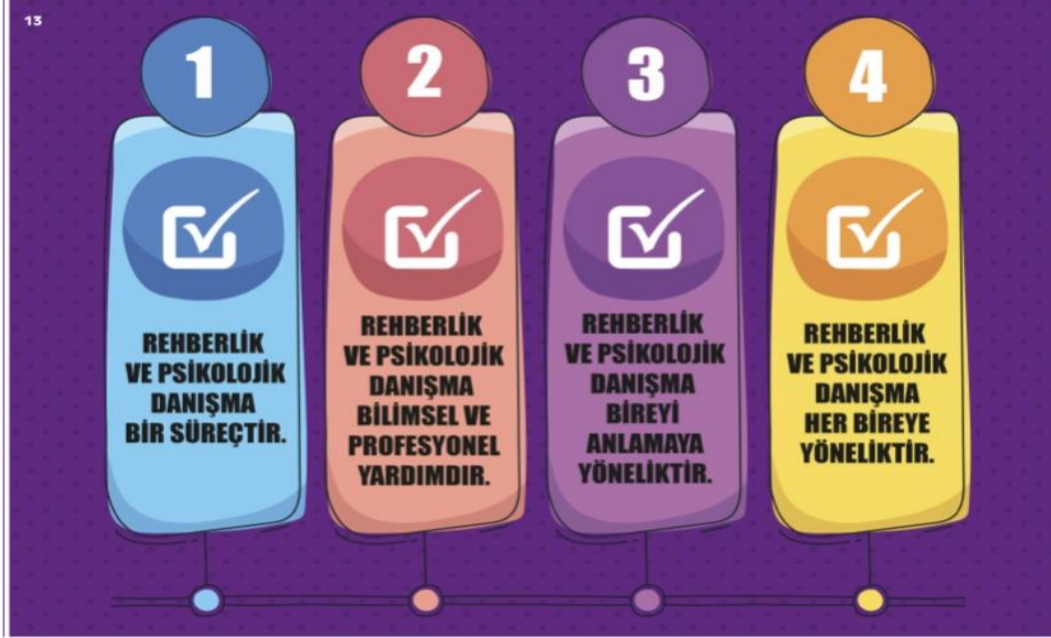 13
1
REHBERLİK
VE PSİKOLOJİK
DANIŞMA
BİR SÜREÇTİR.
2
REHBERLİK
VE PSİKOLOJİK
DANIŞMA
BİLİMSEL VE
PROFESYONEL
YARDIMDIR.
3
REHBERLİK
VE PSİKOLOJİK
DANIŞMA
BİREYİ
ANLAMAYA
YÖNELİKTİR.
4
REHBERLİK
VE PSİKOLOJİK
DANIŞMA
HER BİREYE
YÖNELİKTİR.